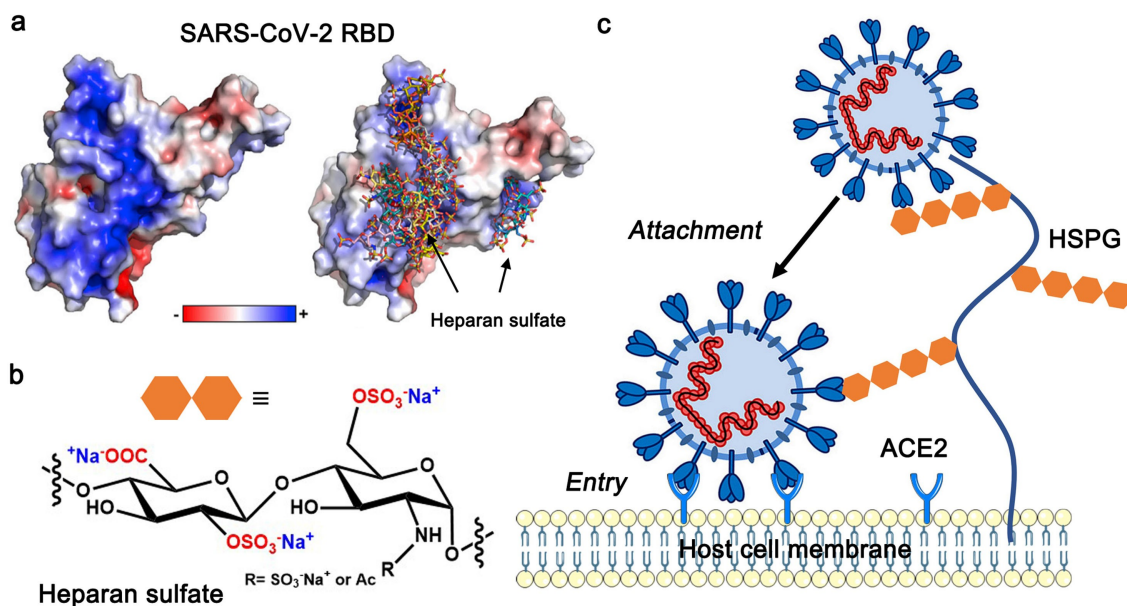 a
SARS-CoV-2 RBD
- +
Heparan sulfate
b
≡
OSO₃⁻Na⁺
⁺Na⁻OOC
O
O
O
O
HO
HO
OSO₃⁻Na⁺
NH
O
R
R= SO₃⁻Na⁺ or Ac
Heparan sulfate
c
Attachment
HSPG
ACE2
Entry
Host cell membrane